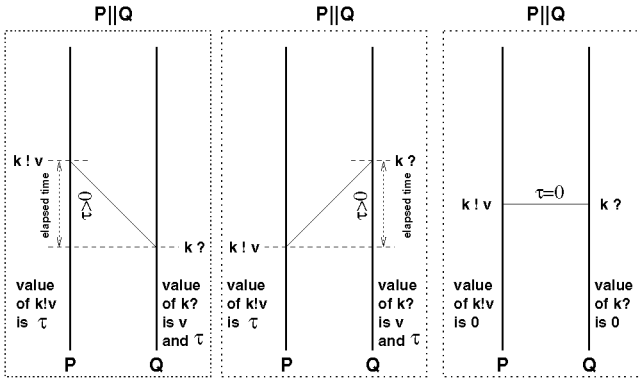 P||Q
k ! v
elapsed time
0<τ
k ?
value
of k!v
is τ
value
of k?
is v
and τ
P
Q
P||Q
k ?
elapsed time
0<τ
k ! v
value
of k!v
is τ
value
of k?
is v
and τ
P
Q
P||Q
τ=0
k ! v
k ?
value
of k!v
is 0
value
of k?
is 0
P
Q